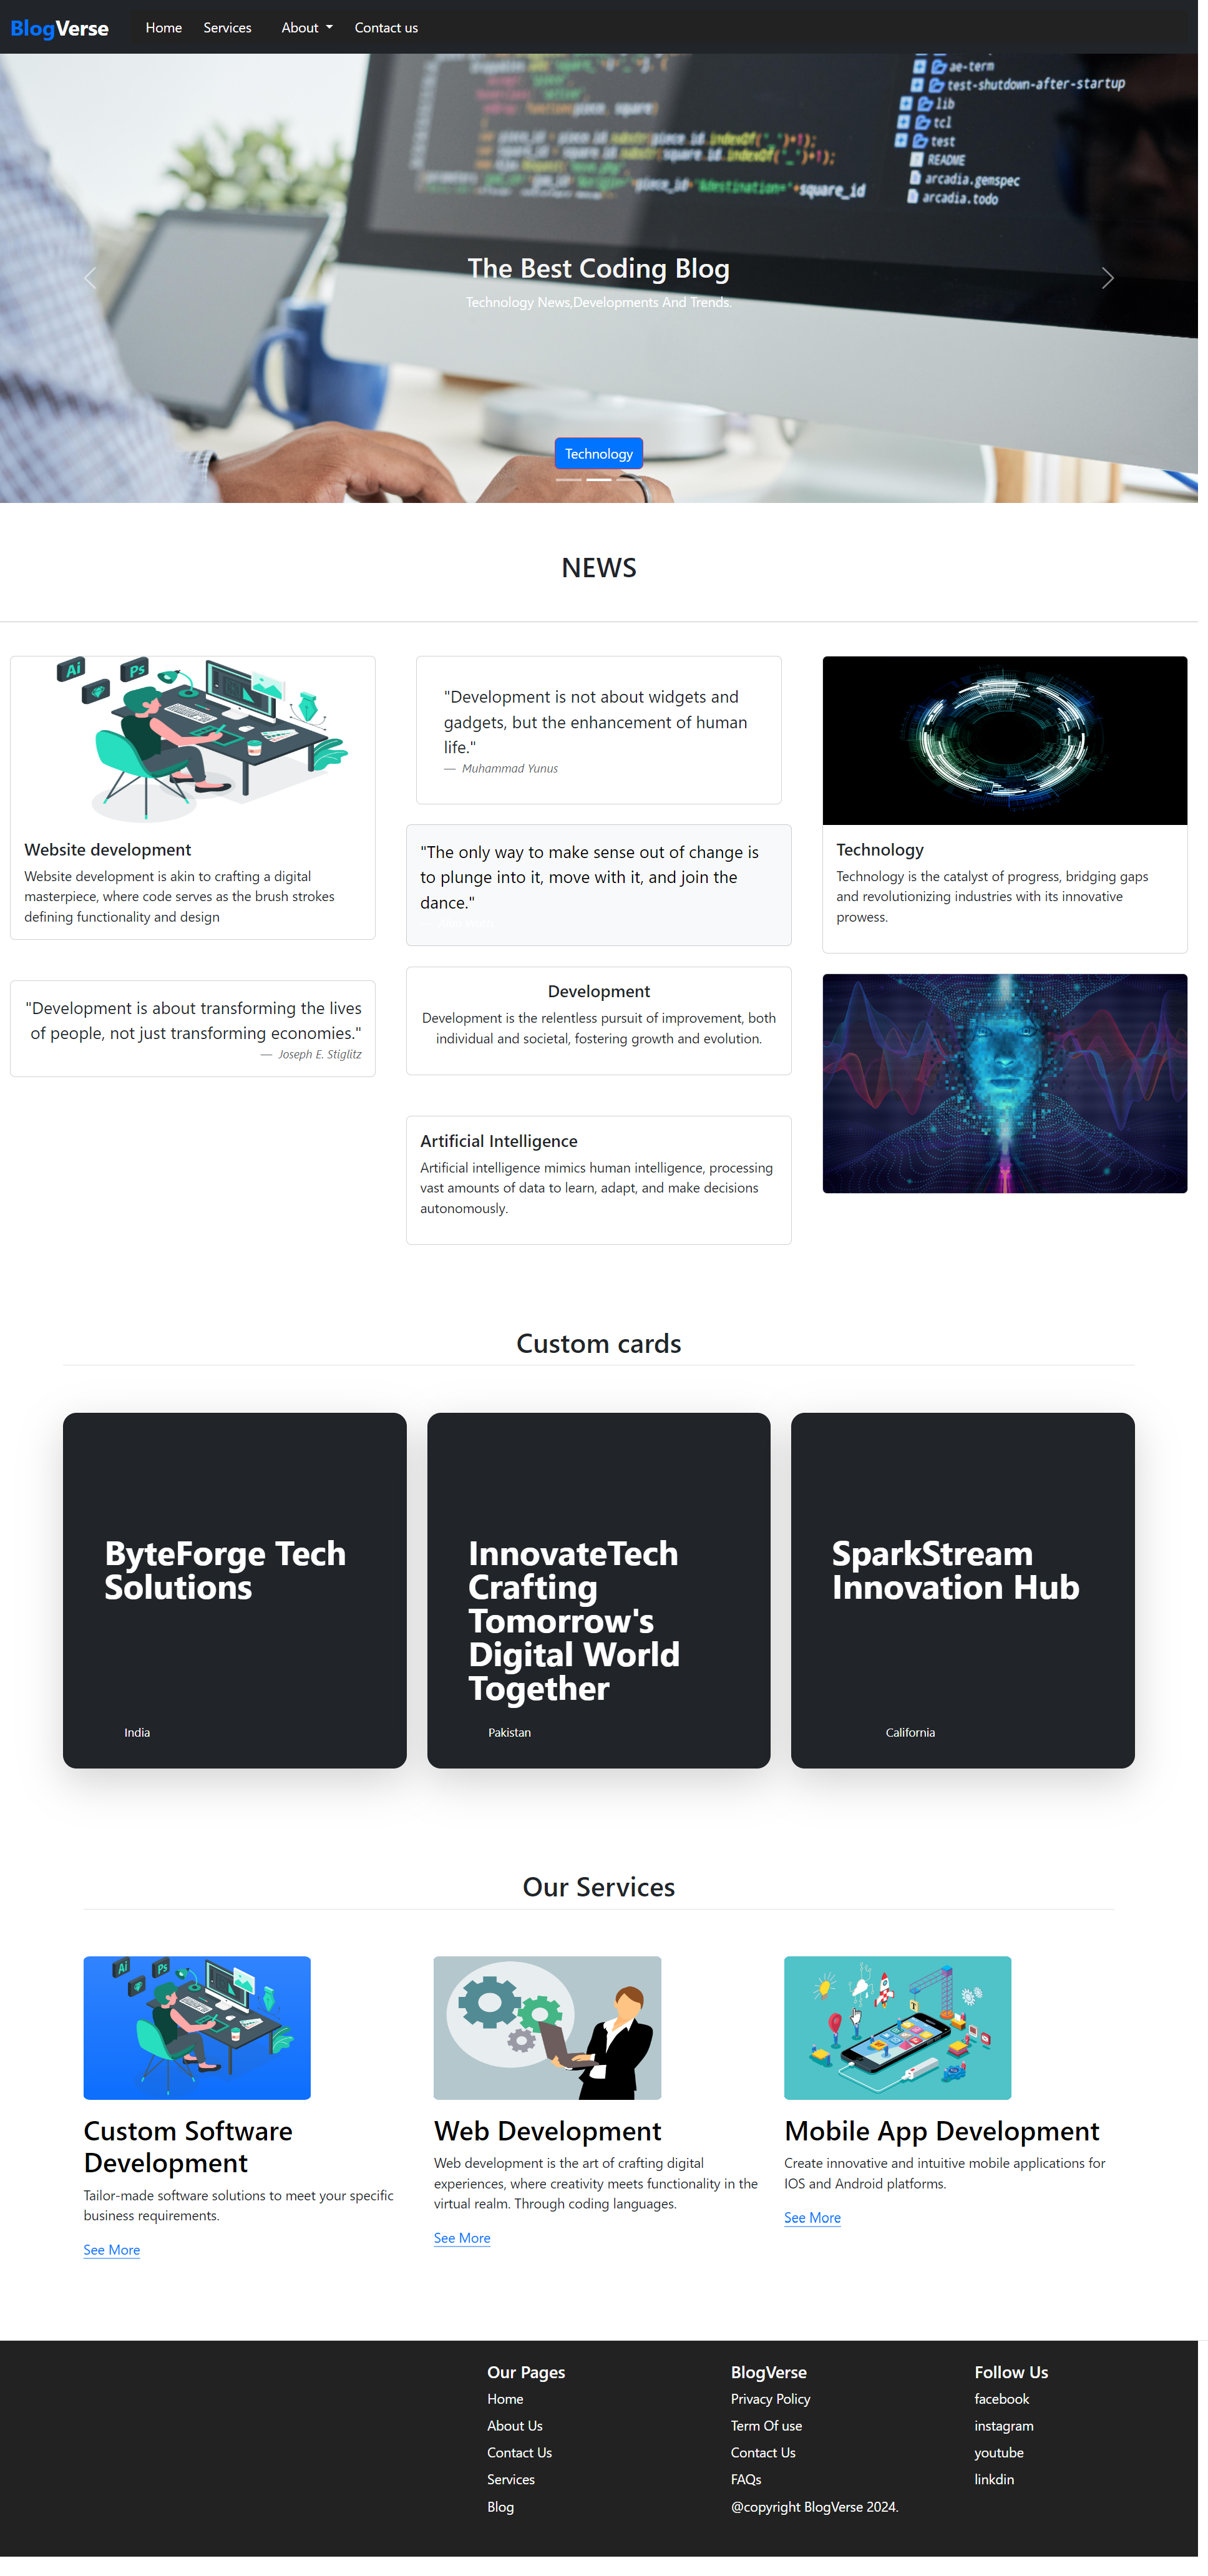 BlogVerse
Home
Services
About
Contact us
ae-term
test-shutdown-after-startup
lib
tcl
test
README
arcadia.gemspec
arcadia.todo
piece_id
square_id
The Best Coding Blog
Technology News,Developments And Trends.
Technology
NEWS
Ai
Ps
Website development
Website development is akin to crafting a digital
masterpiece, where code serves as the brush strokes
defining functionality and design
"Development is about transforming the lives
of people, not just transforming economies."
— Joseph E. Stiglitz
"Development is not about widgets and
gadgets, but the enhancement of human
life."
— Muhammad Yunus
"The only way to make sense out of change is
to plunge into it, move with it, and join the
dance."
Development
Development is the relentless pursuit of improvement, both
individual and societal, fostering growth and evolution.
Artificial Intelligence
Artificial intelligence mimics human intelligence, processing
vast amounts of data to learn, adapt, and make decisions
autonomously.
Technology
Technology is the catalyst of progress, bridging gaps
and revolutionizing industries with its innovative
prowess.
Custom cards
ByteForge Tech
Solutions
India
InnovateTech
Crafting
Tomorrow's
Digital World
Together
Pakistan
SparkStream
Innovation Hub
California
Our Services
Ai
Ps
Custom Software
Development
Tailor-made software solutions to meet your specific
business requirements.
See More
Web Development
Web development is the art of crafting digital
experiences, where creativity meets functionality in the
virtual realm. Through coding languages.
See More
Mobile App Development
Create innovative and intuitive mobile applications for
IOS and Android platforms.
See More
Our Pages
Home
About Us
Contact Us
Services
Blog
BlogVerse
Privacy Policy
Term Of use
Contact Us
FAQs
@copyright BlogVerse 2024.
Follow Us
facebook
instagram
youtube
linkdin